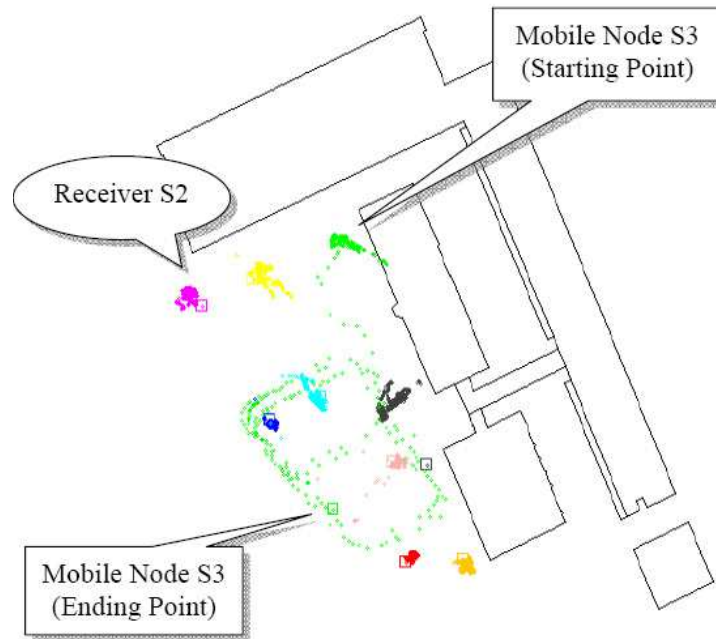 Mobile Node S3
(Starting Point)
Receiver S2
Mobile Node S3
(Ending Point)